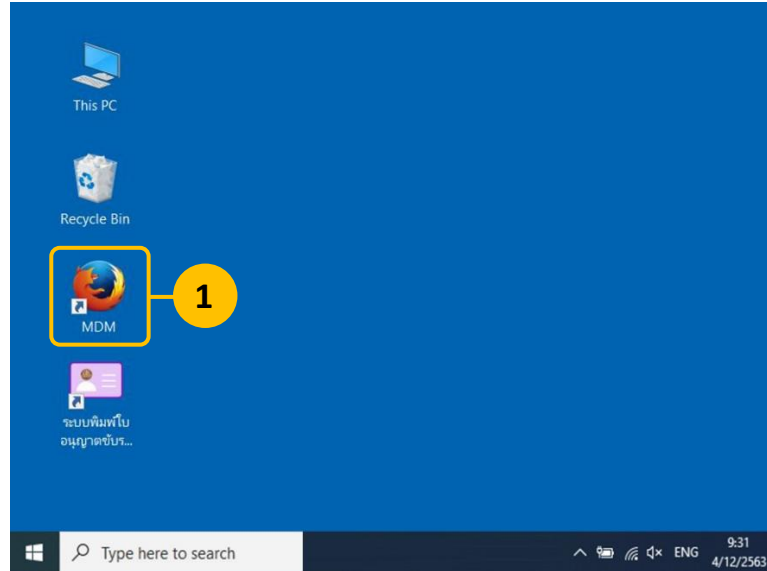 This PC
Recycle Bin
MDM
1
ระบบพิมพ์ใบ
อนุญาตขับร...
Type here to search
ENG
9:31
4/12/2563